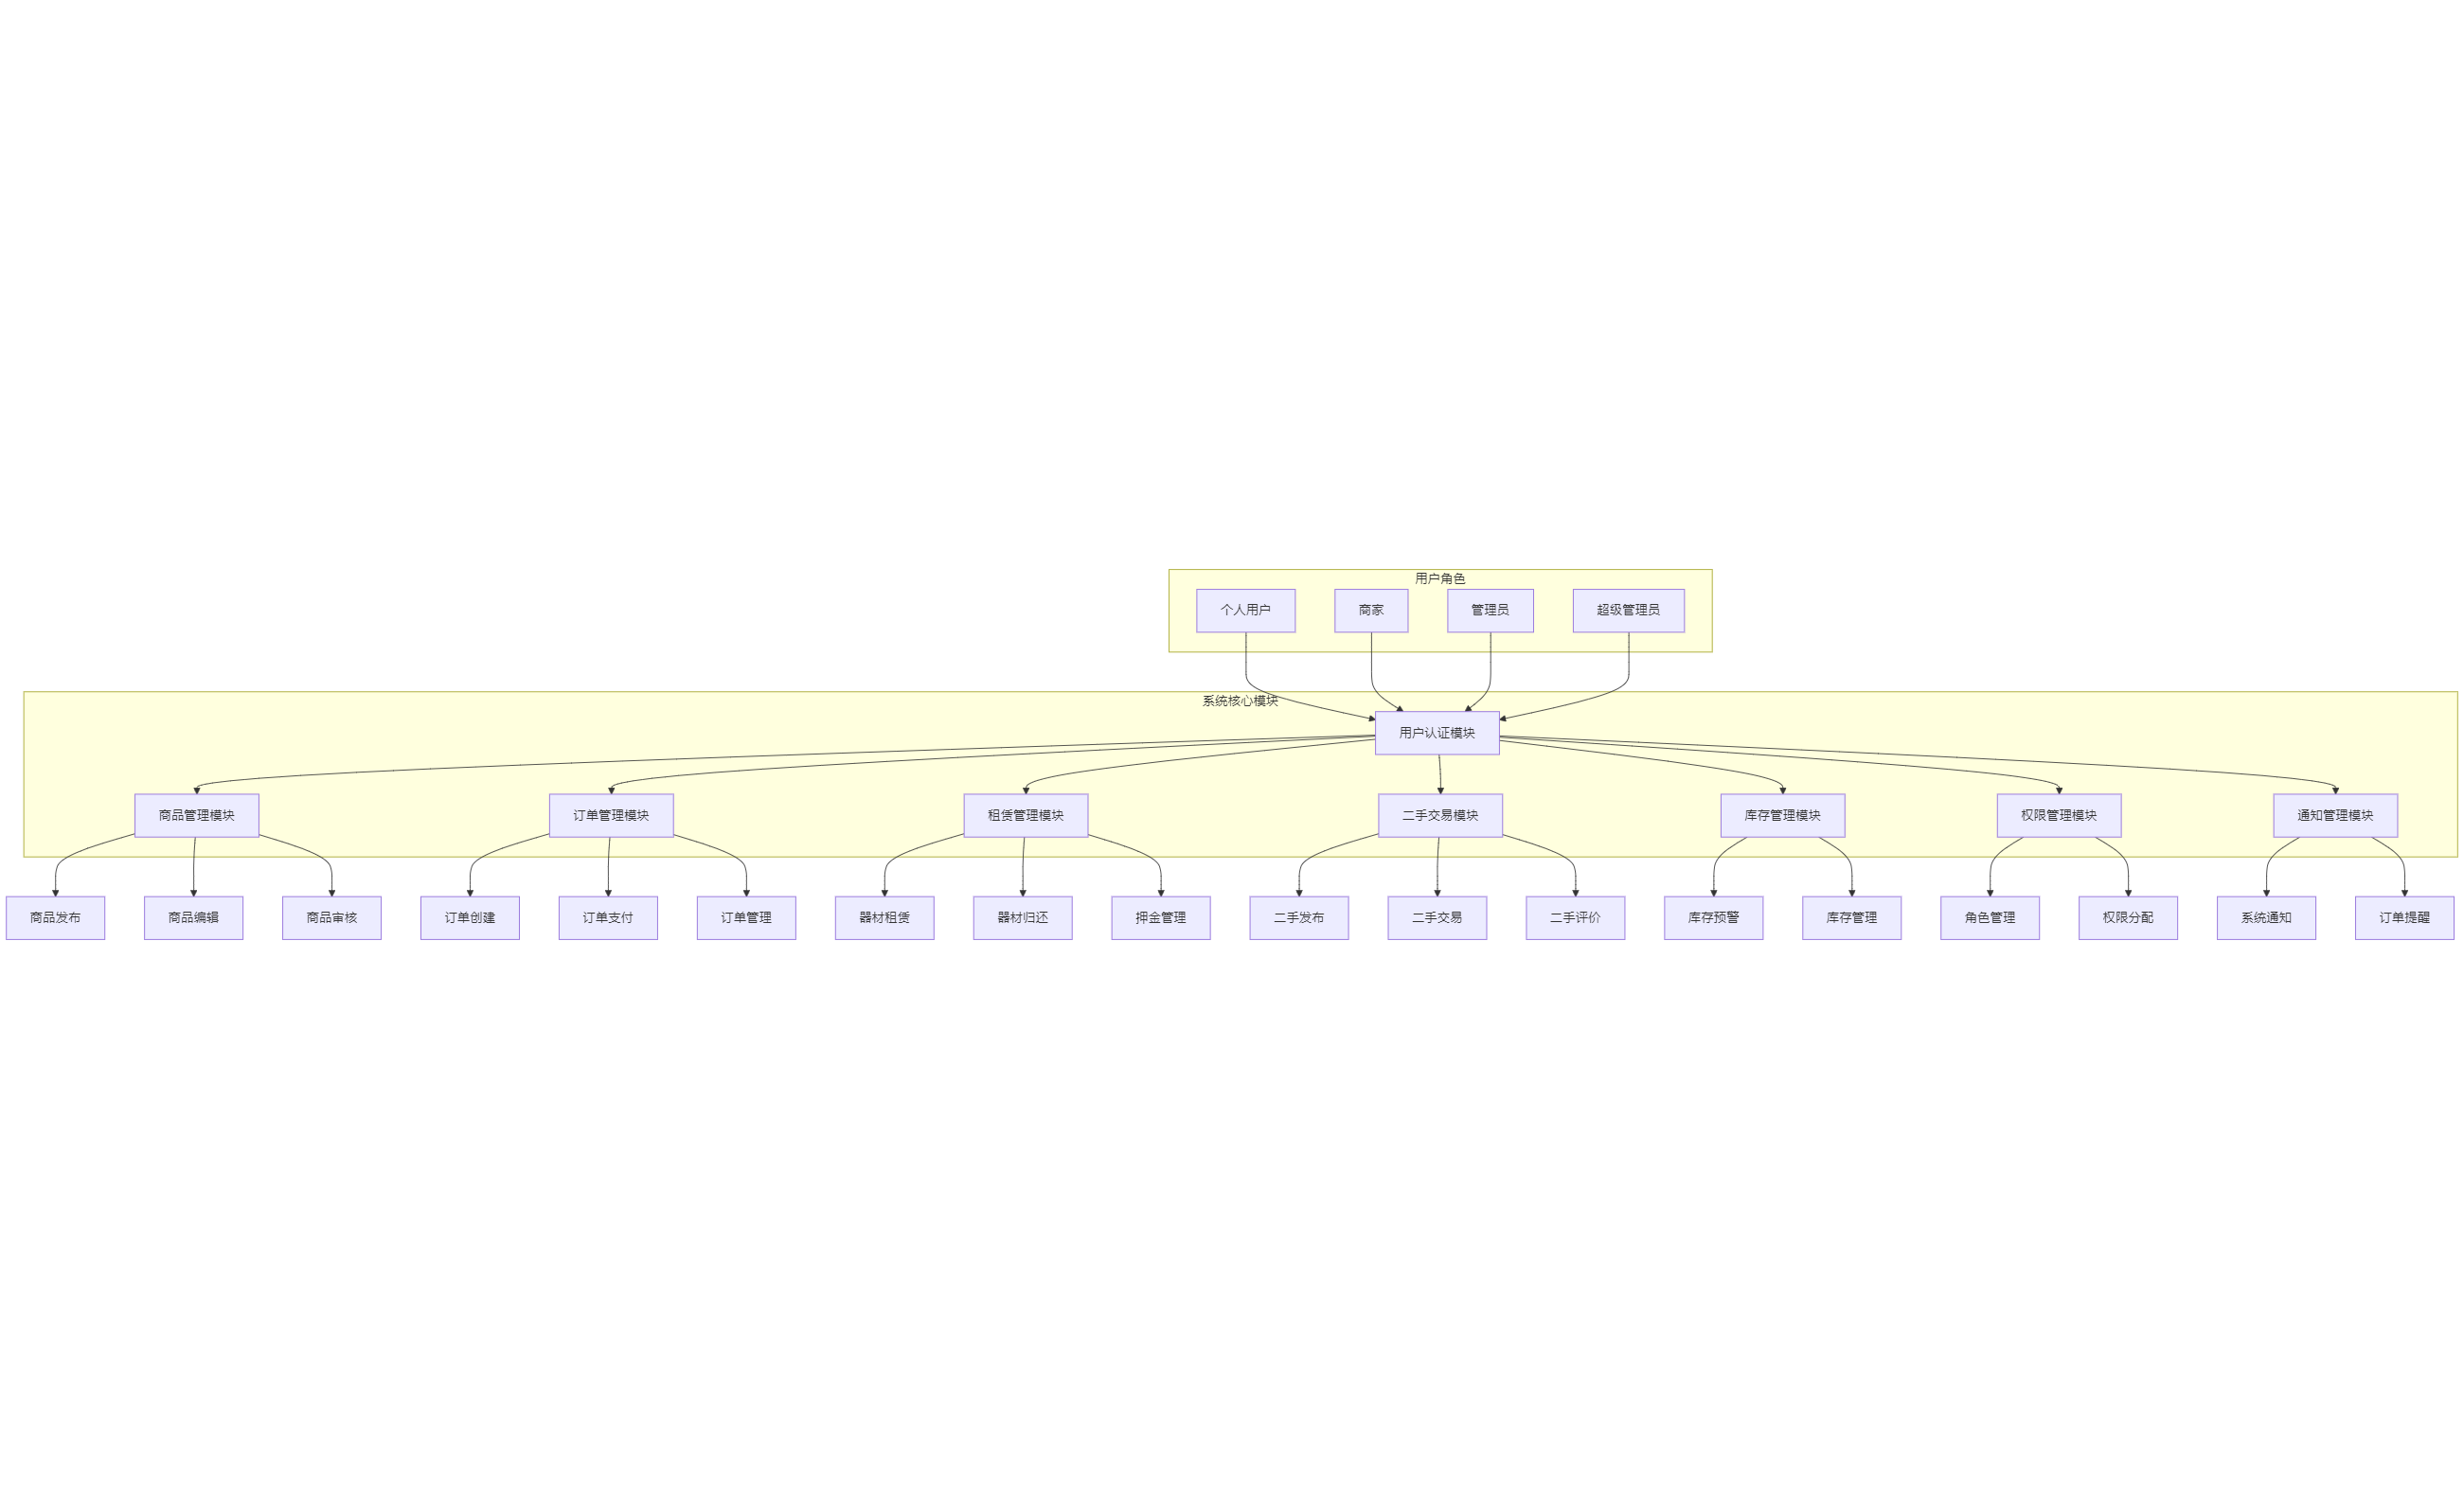 用户角色
个人用户
商家
管理员
超级管理员
系统核心模块
用户认证模块
商品管理模块
订单管理模块
租赁管理模块
二手交易模块
库存管理模块
权限管理模块
通知管理模块
商品发布
商品编辑
商品审核
订单创建
订单支付
订单管理
器材租赁
器材归还
押金管理
二手发布
二手交易
二手评价
库存预警
库存管理
角色管理
权限分配
系统通知
订单提醒